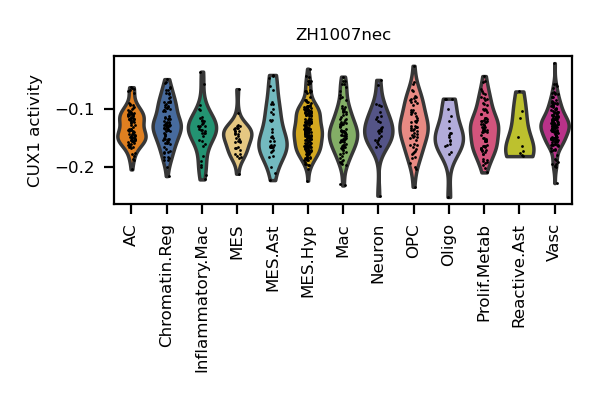 ZH1007nec
CUX1 activity
−0.1
−0.2
AC
Chromatin.Reg
Inflammatory.Mac
MES
MES.Ast
MES.Hyp
Mac
Neuron
OPC
Oligo
Prolif.Metab
Reactive.Ast
Vasc